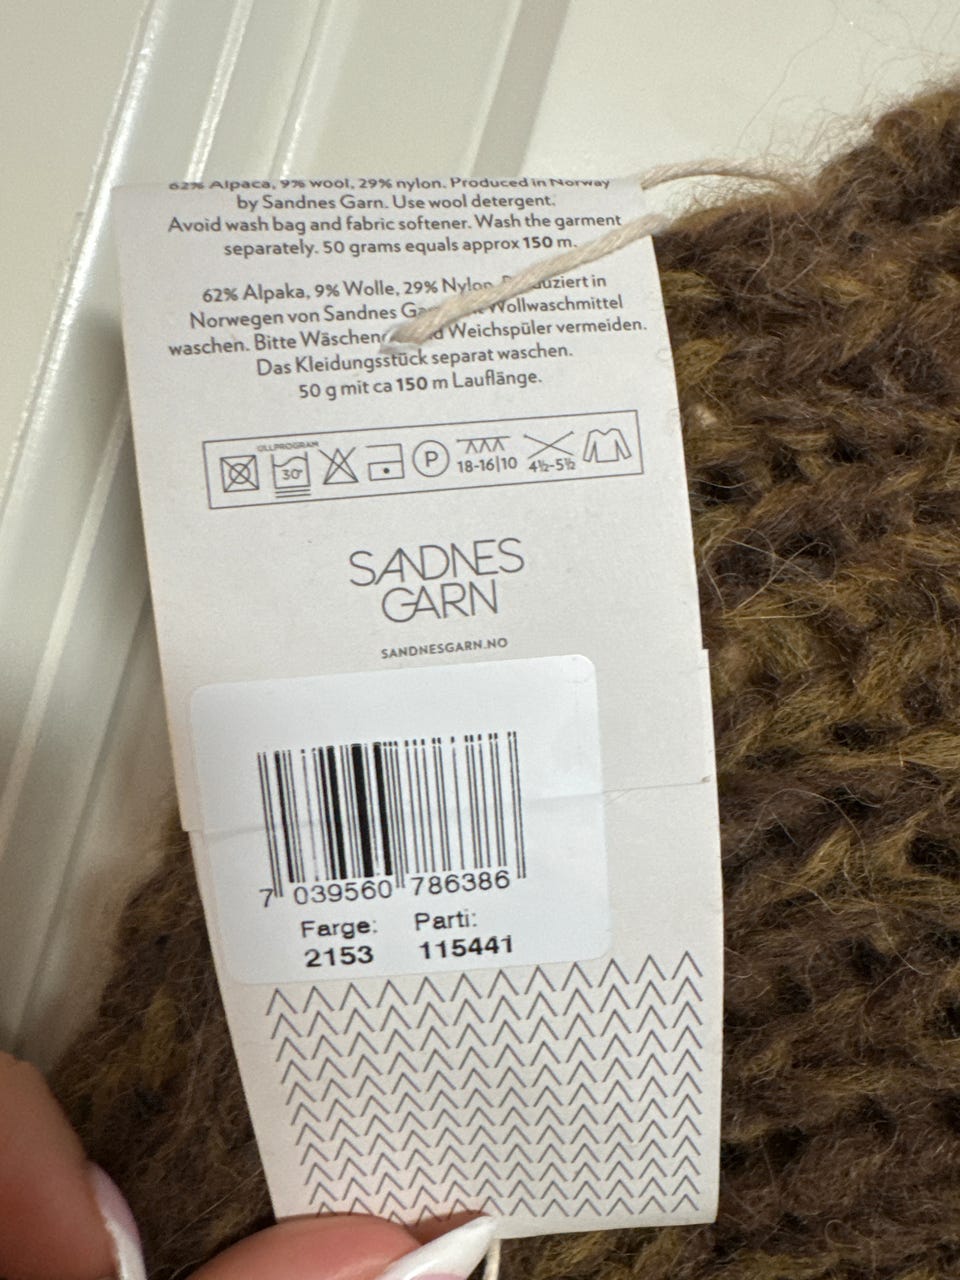 62% Alpaca, 9% wool, 29% nylon. Produced in Norway
by Sandnes Garn. Use wool detergent.
Avoid wash bag and fabric softener. Wash the garment
separately. 50 grams equals approx 150 m.
62% Alpaka, 9% Wolle, 29% Nylon. in
Norwegen von Sandnes Wollwaschmittel
waschen. Bitte Weichspüler vermeiden.
Das Kleidungsstück separat waschen.
50 g mit ca 150 m Lauflänge.
ULLPROGRAM
30° P 18-16|10 4½-5½
SANDNES
GARN
SANDNESGARN.NO
7 039560 786386
Farge: Parti:
2153 115441